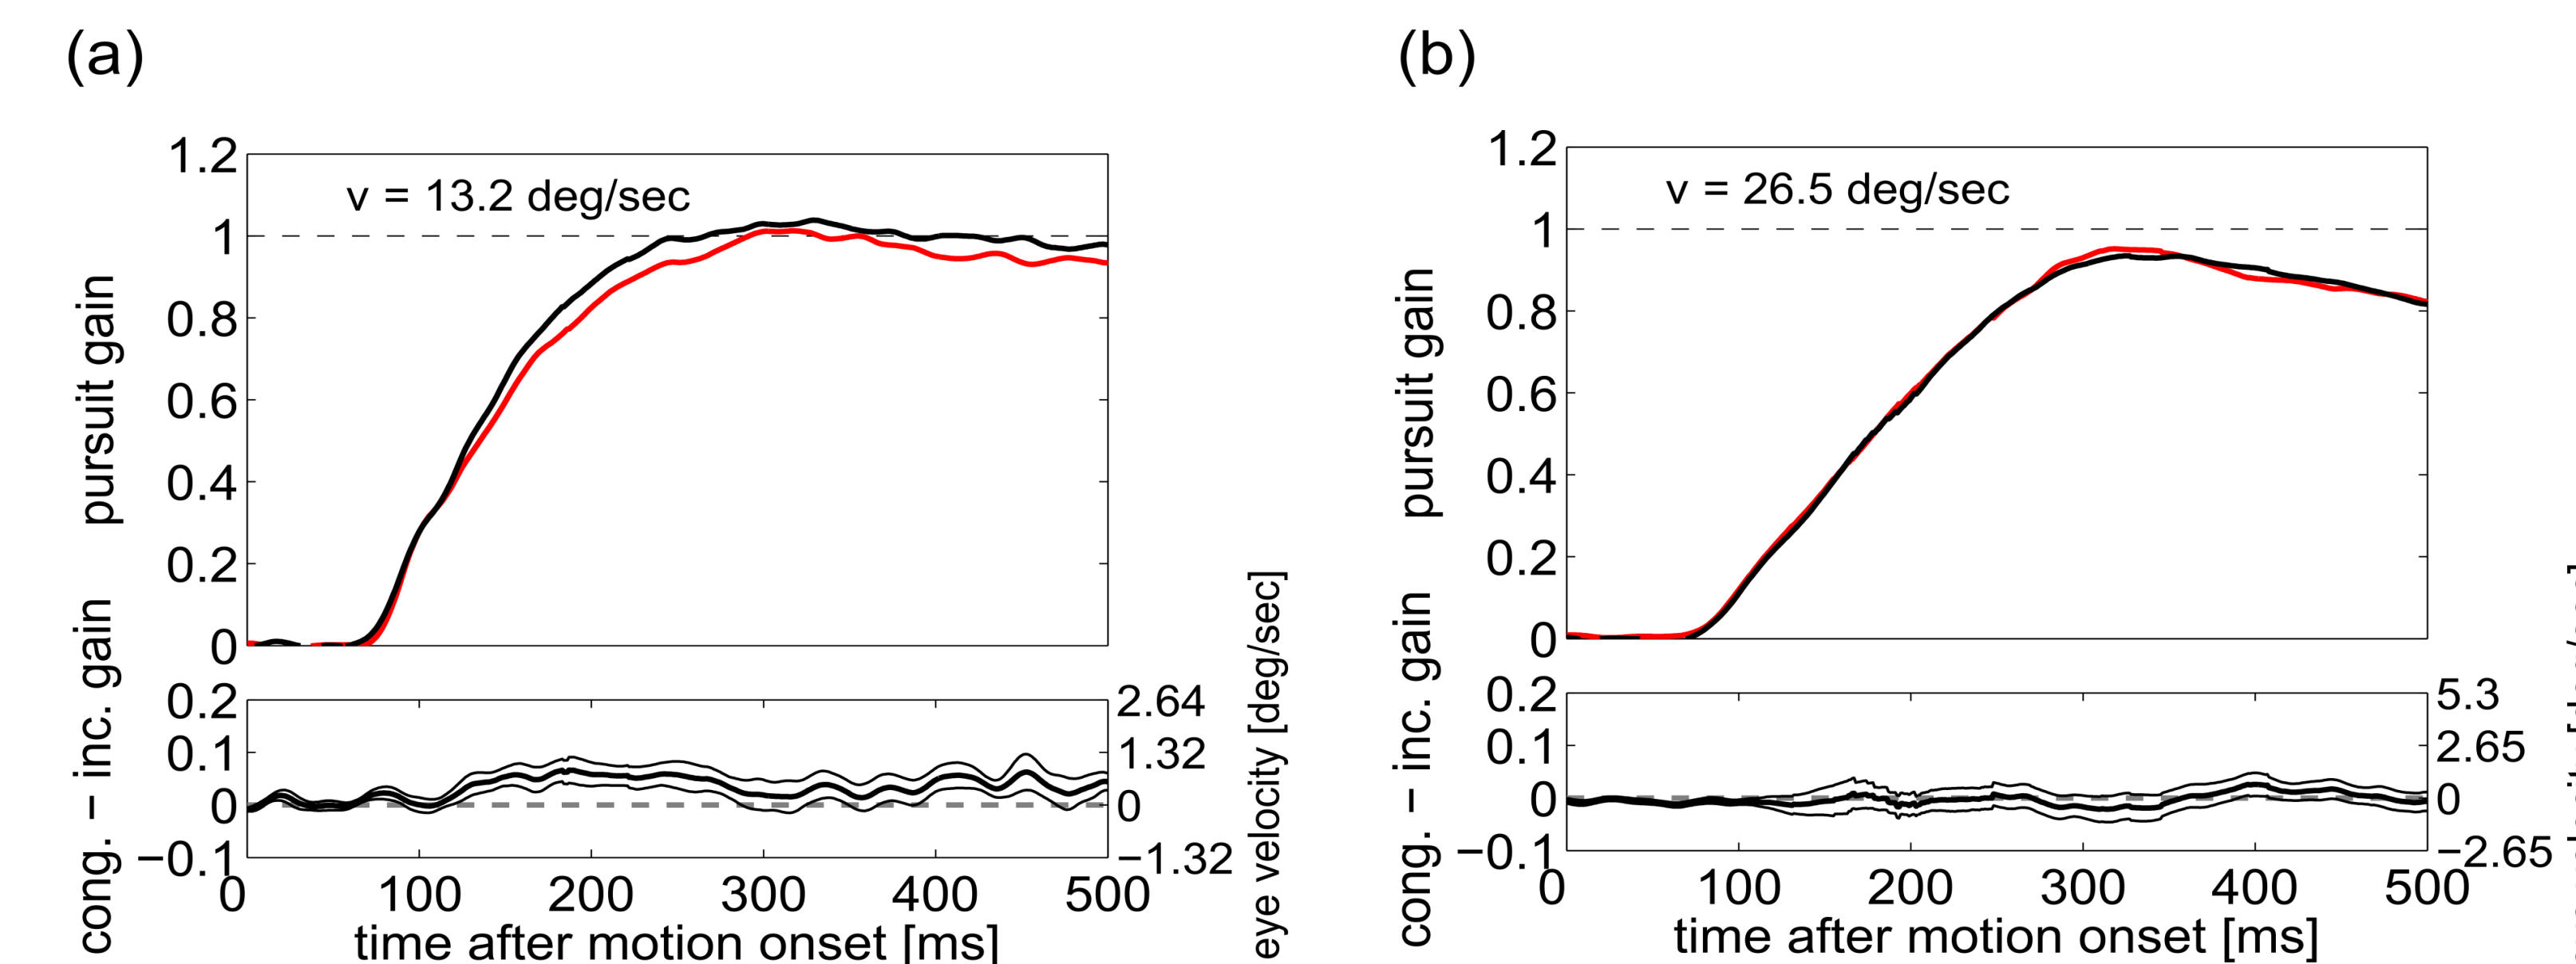 (a)
1.2
v = 13.2 deg/sec
1
0.8
0.6
0.4
0.2
0
pursuit gain
0.2
0.1
0
−0.1
cong. − inc. gain
2.64
1.32
0
−1.32
eye velocity [deg/sec]
0 100 200 300 400 500
time after motion onset [ms]
(b)
1.2
v = 26.5 deg/sec
1
0.8
0.6
0.4
0.2
0
pursuit gain
0.2
0.1
0
−0.1
cong. − inc. gain
5.3
2.65
0
−2.65
0 100 200 300 400 500
time after motion onset [ms]